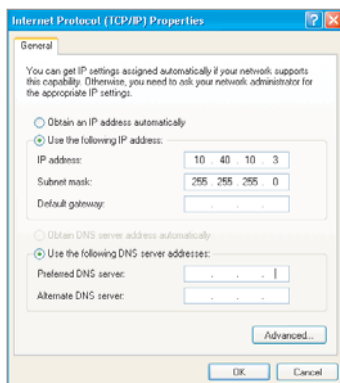 Internet Protocol (TCP/IP) Properties
General
You can get IP settings assigned automatically if your network supports
this capability. Otherwise, you need to ask your network administrator for
the appropriate IP settings.
Obtain an IP address automatically
Use the following IP address:
IP address: 10 . 40 . 10 . 3
Subnet mask: 255 . 255 . 255 . 0
Default gateway: . . .
Obtain DNS server address automatically
Use the following DNS server addresses:
Preferred DNS server: . . .
Alternate DNS server: . . .
Advanced...
OK Cancel